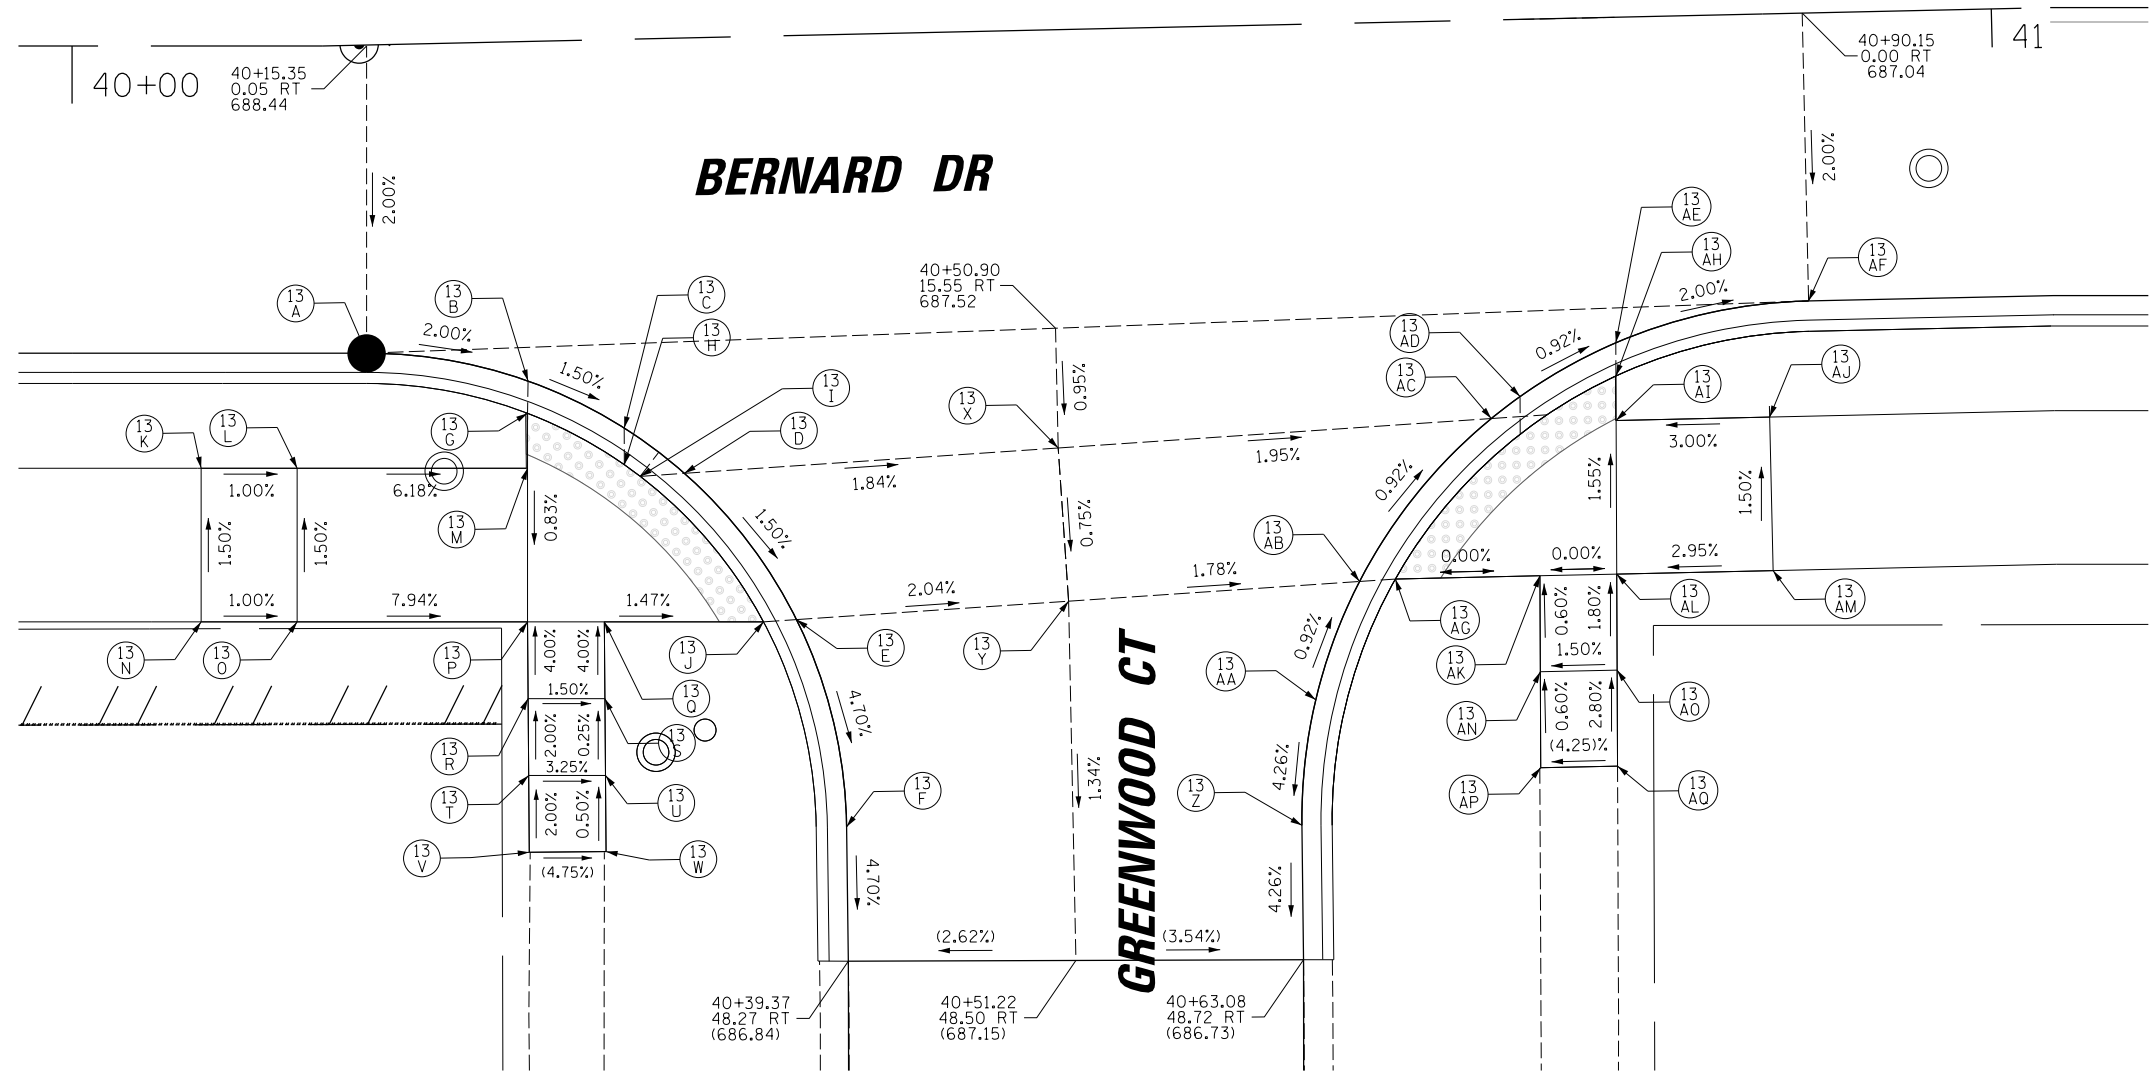 40+00
40+15.35
0.05 RT
688.44
40+90.15
0.00 RT
687.04
41
BERNARD DR
2.00%
2.00%
13
A
13
B
13
C
13
H
13
I
13
D
2.00%
1.50%
40+50.90
15.55 RT
687.52
0.95%
13
X
13
AE
13
AH
13
AF
2.00%
13
AD
13
AC
0.92%
13
AI
13
AJ
13
K
13
L
13
G
1.00%
6.18%
1.50%
1.50%
13
M
0.83%
1.84%
1.95%
1.50%
0.75%
0.92%
3.00%
1.55%
1.50%
13
AB
1.00%
7.94%
1.47%
2.04%
1.78%
0.00%
0.00%
2.95%
13
N
13
O
13
P
13
J
13
E
13
Y
0.92%
13
AG
13
AL
13
AM
4.00%
4.00%
13
Q
13
AA
13
AK
0.60%
1.80%
1.50%
1.50%
4.70%
13
R
2.00%
0.25%
13
S
13
AN
0.60%
2.80%
13
AO
GREENWOOD CT
3.25%
1.34%
4.26%
(4.25)%
13
T
2.00%
0.50%
13
U
13
F
13
Z
13
AP
13
AQ
13
V
13
W
(4.75%)
4.70%
4.26%
(2.62%)
(3.54%)
40+39.37
48.27 RT
(686.84)
40+51.22
48.50 RT
(687.15)
40+63.08
48.72 RT
(686.73)